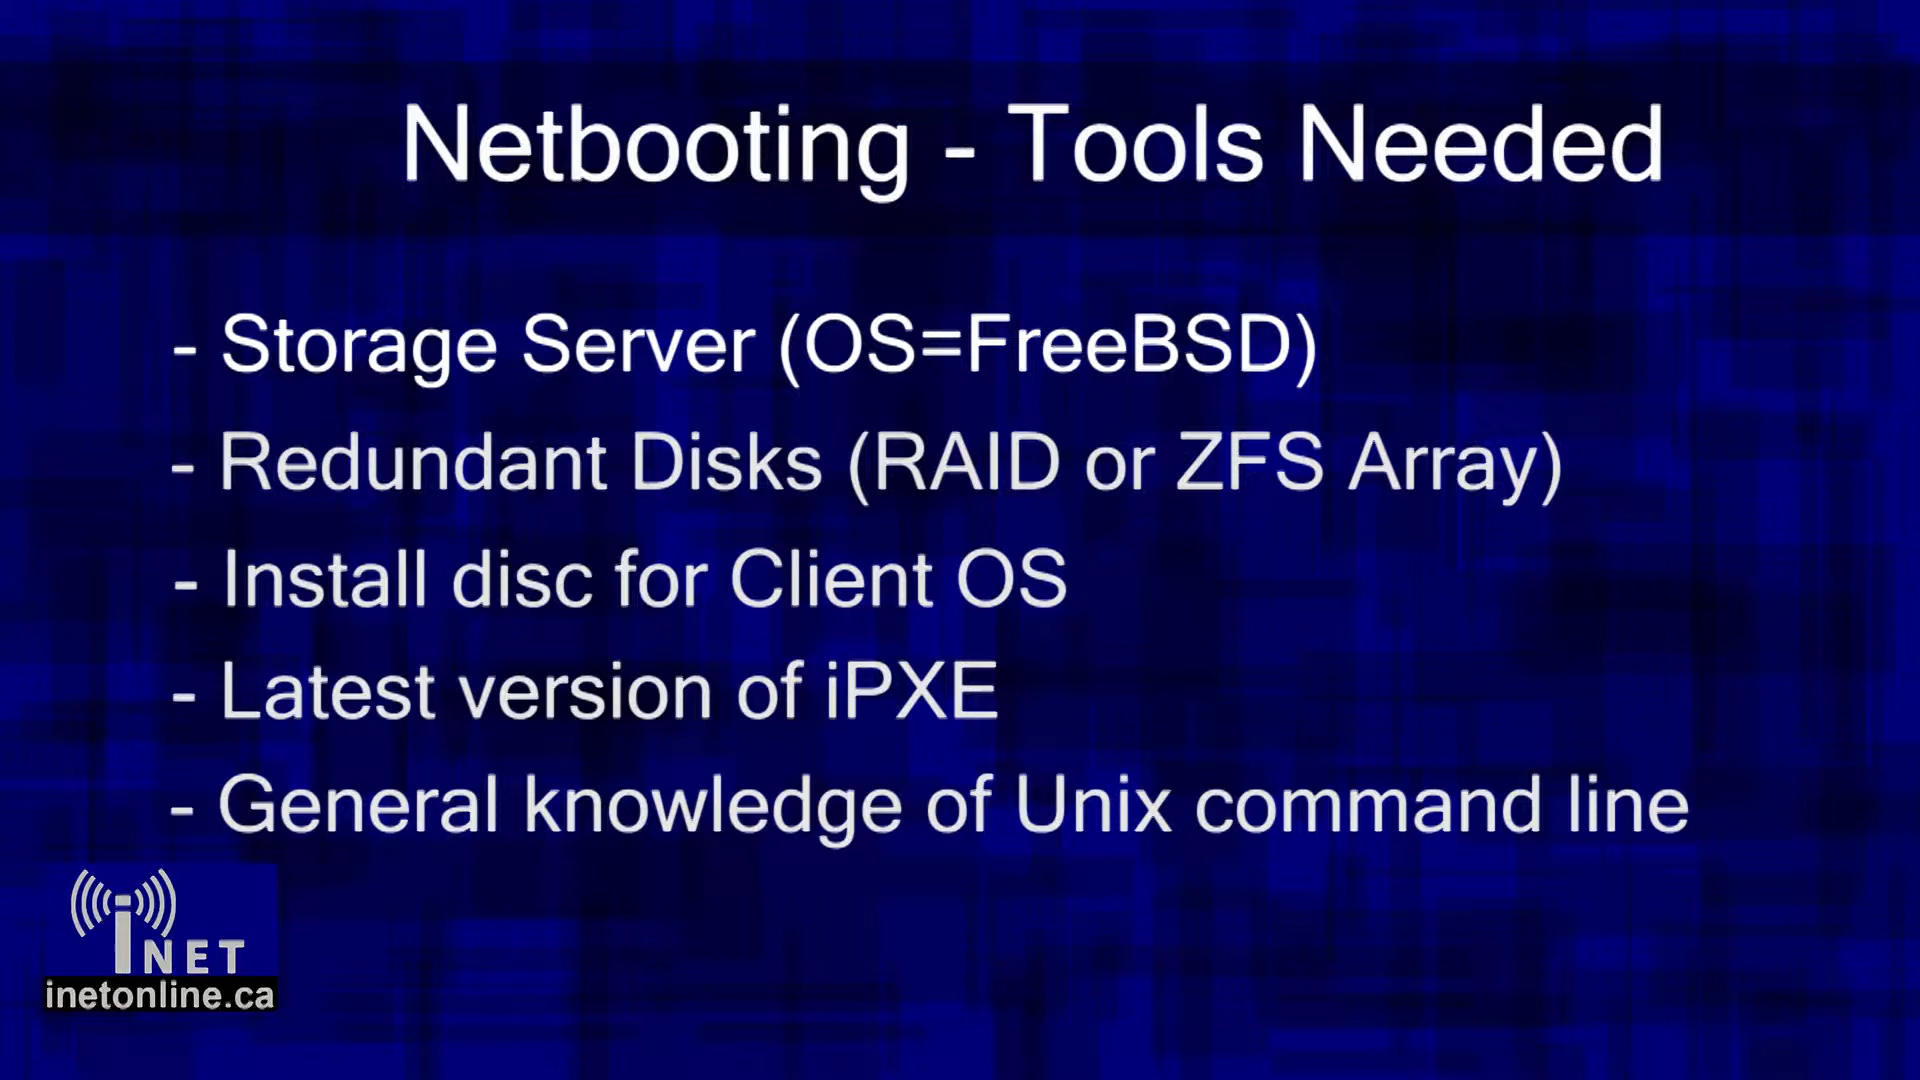 Netbooting - Tools Needed
- Storage Server (OS=FreeBSD)
- Redundant Disks (RAID or ZFS Array)
- Install disc for Client OS
- Latest version of iPXE
- General knowledge of Unix command line
iNET
inetonline.ca